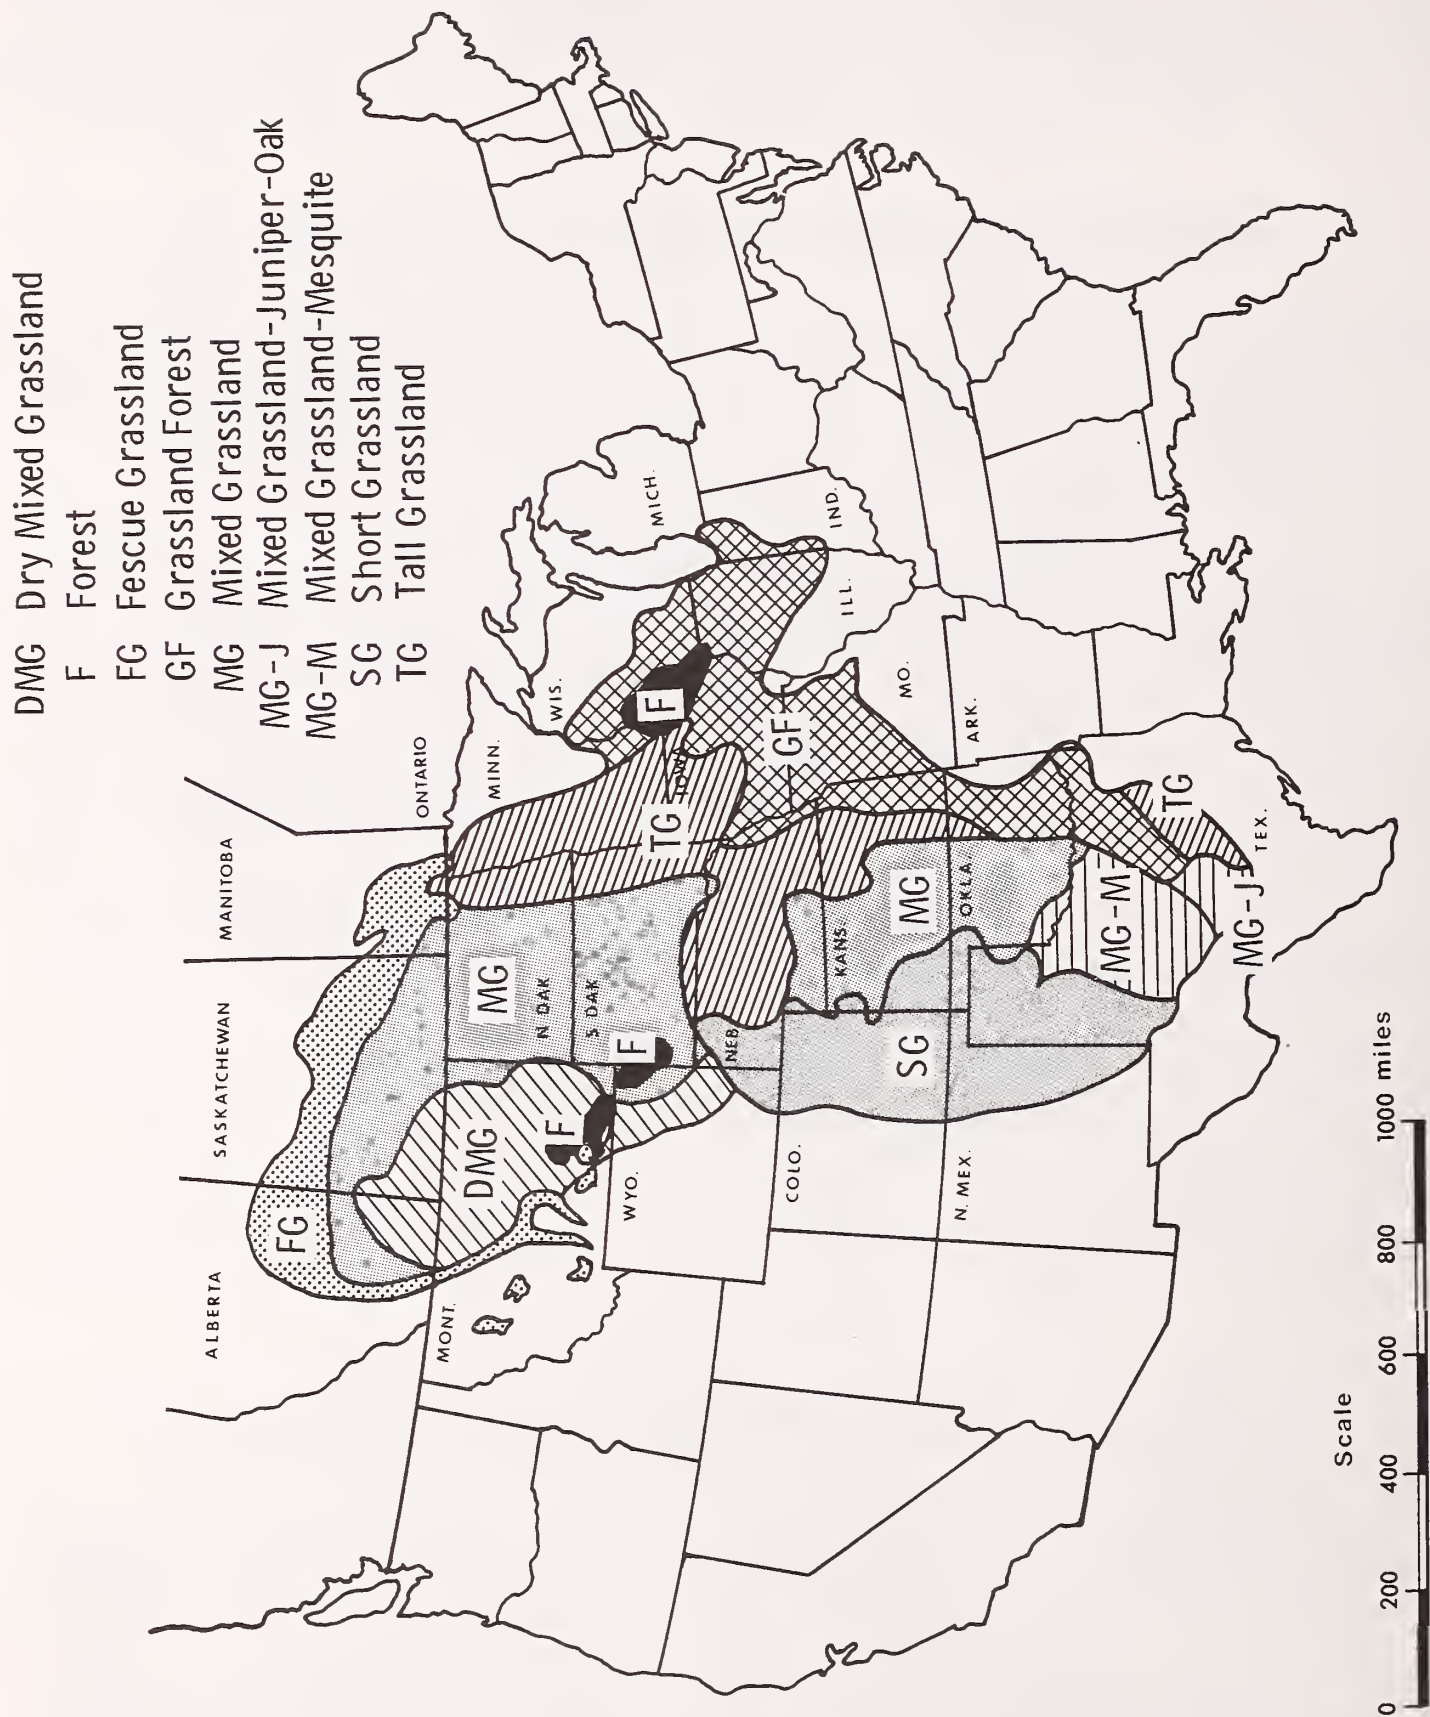 DMG Dry Mixed Grassland
F Forest
FG Fescue Grassland
GF Grassland Forest
MG Mixed Grassland
MG-J Mixed Grassland-Juniper-Oak
MG-M Mixed Grassland-Mesquite
SG Short Grassland
TG Tall Grassland
ALBERTA
SASKATCHEWAN
MANITOBA
ONTARIO
FG
MONT.
DMG
MG
N DAK
MINN.
WIS.
F
S DAK
F
TG
IOWA
F
MICH.
WYO.
NEB.
GF
ILL.
IND.
COLO.
SG
KANS.
MG
MO.
N. MEX.
OKLA.
ARK.
MG-M
TG
MG-J
TEX.
Scale
0 200 400 600 800 1000 miles